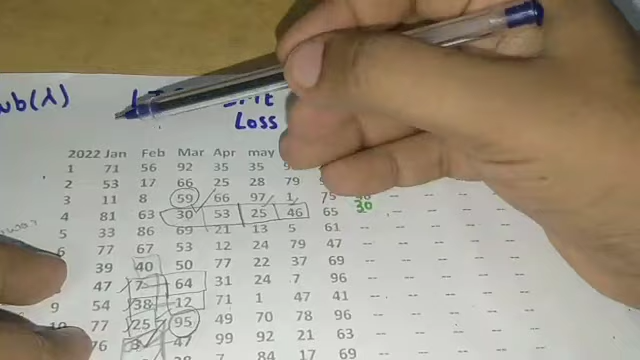 ub(λ)
Loss
2022 Jan Feb Mar Apr may
1 71 56 92 35 35
2 53 17 66 25 28 79
3 11 8 59 66 97 1 75
4 81 63 30 53 25 46 65 30
5 33 86 69 21 13 5 61 --
6 77 67 53 12 24 79 47 --
39 40 50 77 22 37 69 --
47 7 64 31 24 7 96 --
9 54 38 12 71 1 47 41 --
10 77 25 95 49 70 78 96 --
76 3 47 99 92 21 63 --
7 84 17 69 --